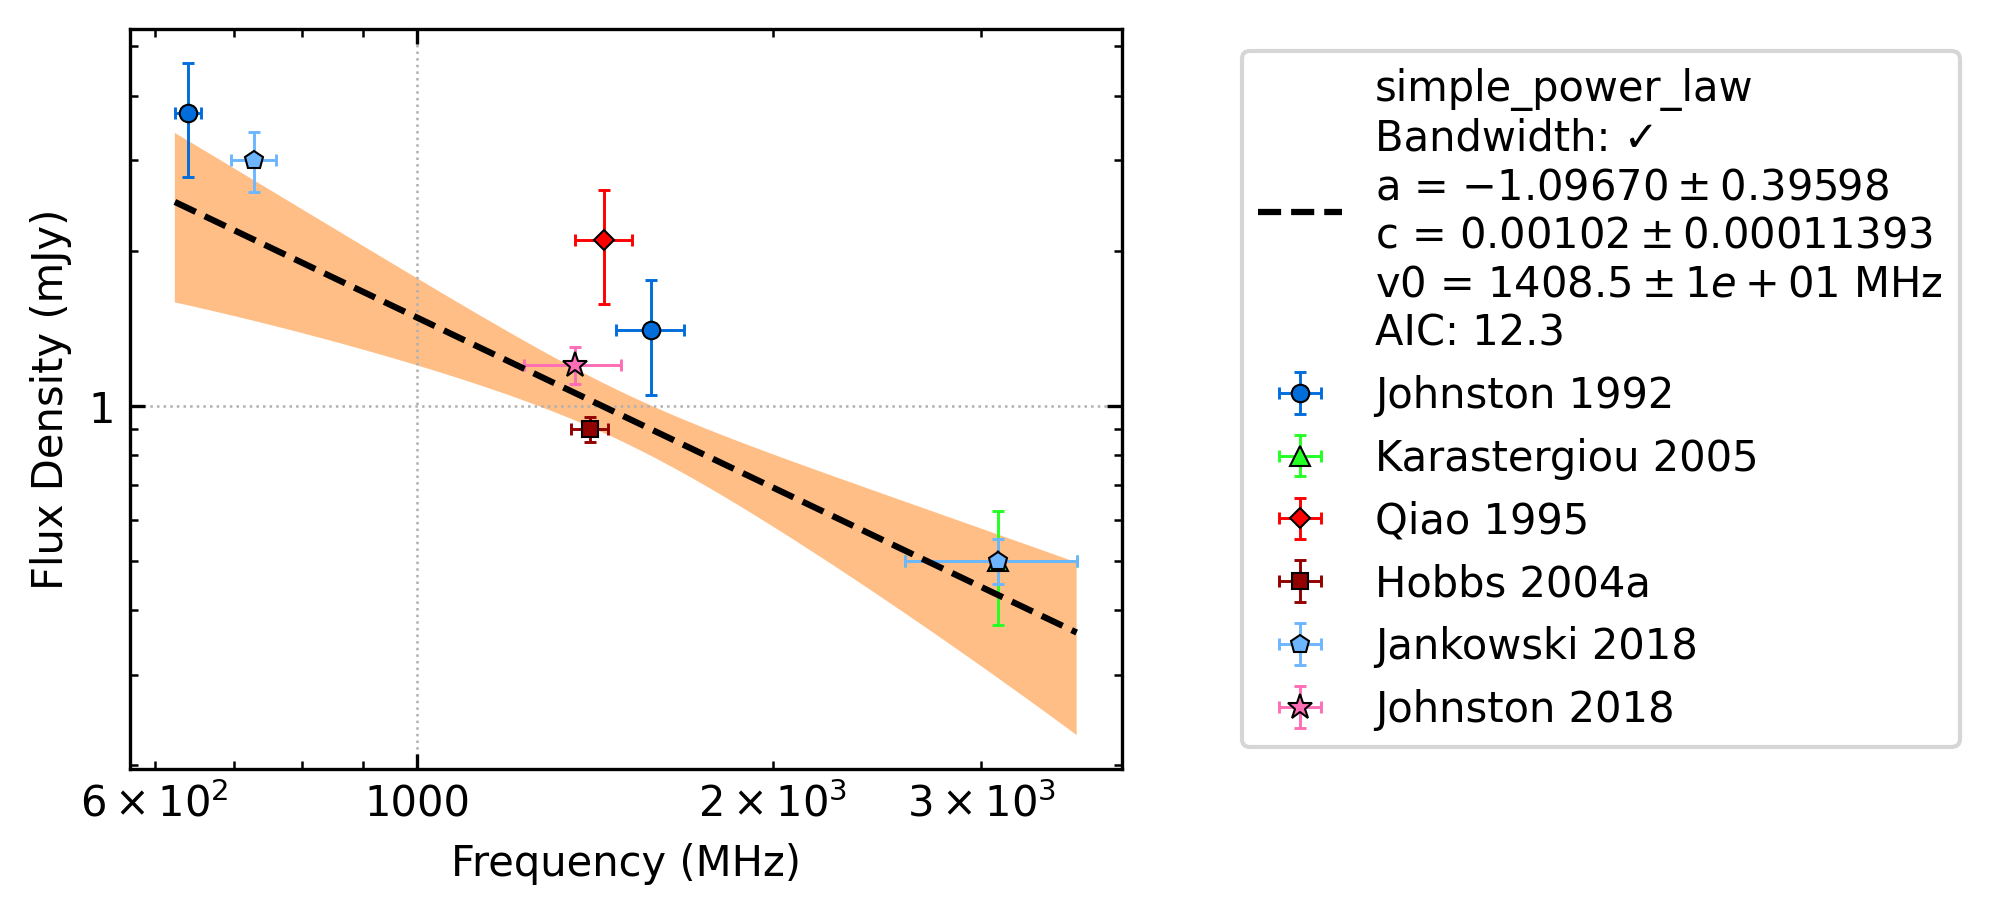 Flux Density (mJy)
1
6 × 10²
1000
2 × 10³
3 × 10³
Frequency (MHz)
simple_power_law
Bandwidth: ✓
a = −1.09670 ± 0.39598
c = 0.00102 ± 0.00011393
v0 = 1408.5 ± 1e + 01 MHz
AIC: 12.3
Johnston 1992
Karastergiou 2005
Qiao 1995
Hobbs 2004a
Jankowski 2018
Johnston 2018